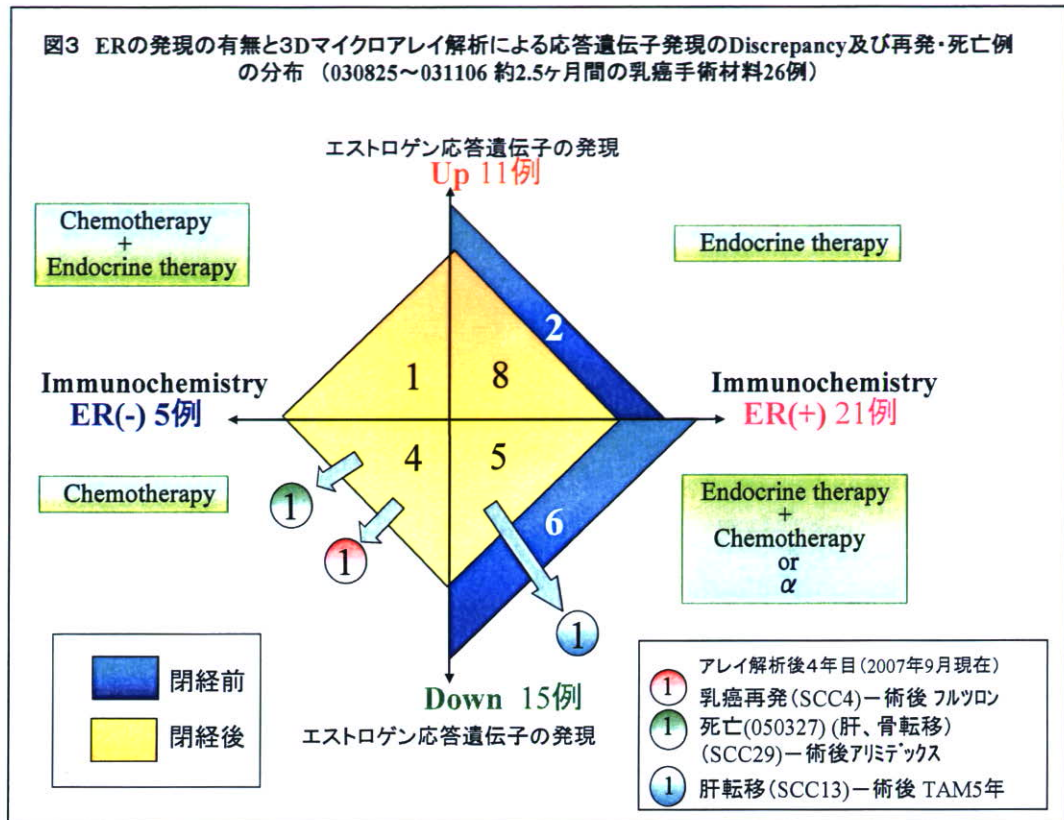 図3 ERの発現の有無と3Dマイクロアレイ解析による応答遺伝子発現のDiscrepancy及び再発・死亡例
の分布 (030825～031106 約2.5ヶ月間の乳癌手術材料26例)
エストロゲン応答遺伝子の発現
Up 11例
Chemotherapy
+
Endocrine therapy
Endocrine therapy
2
1
8
Immunochemistry
ER(-) 5例
Immunochemistry
ER(+) 21例
4
5
Chemotherapy
1
1
6
1
Endocrine therapy
+
Chemotherapy
or
α
閉経前
閉経後
Down 15例
エストロゲン応答遺伝子の発現
アレイ解析後4年目(2007年9月現在)
1 乳癌再発(SCC4)－術後 フルツロン
1 死亡(050327)(肝、骨転移)
(SCC29)－術後アリミデックス
1 肝転移(SCC13)－術後 TAM5年